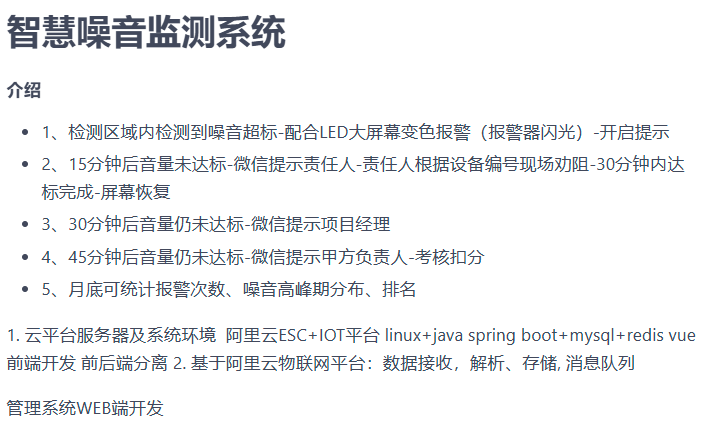 智慧噪音监测系统
介绍
• 1、检测区域内检测到噪音超标-配合LED大屏幕变色报警（报警器闪光）-开启提示
• 2、15分钟后音量未达标-微信提示责任人-责任人根据设备编号现场劝阻-30分钟内达
标完成-屏幕恢复
• 3、30分钟后音量仍未达标-微信提示项目经理
• 4、45分钟后音量仍未达标-微信提示甲方负责人-考核扣分
• 5、月底可统计报警次数、噪音高峰期分布、排名
1. 云平台服务器及系统环境 阿里云ESC+IOT平台 linux+java spring boot+mysql+redis vue
前端开发 前后端分离 2. 基于阿里云物联网平台：数据接收，解析、存储, 消息队列
管理系统WEB端开发